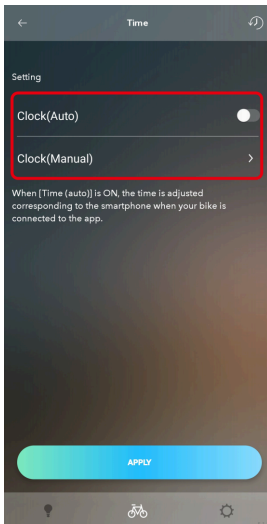 Time
Setting
Clock(Auto)
Clock(Manual)
When [Time (auto)] is ON, the time is adjusted
corresponding to the smartphone when your bike is
connected to the app.
APPLY